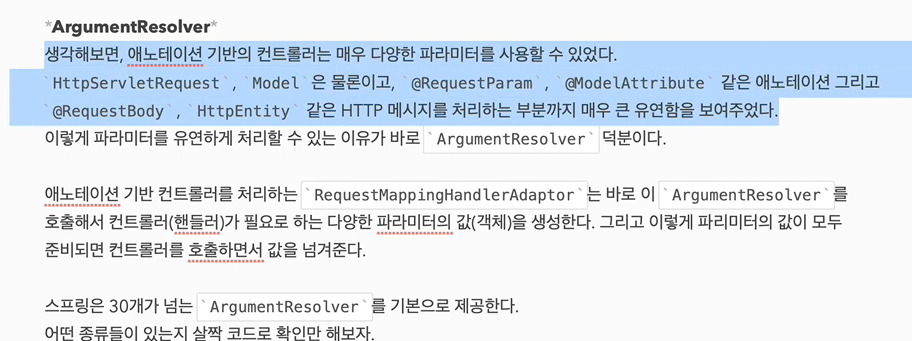 *ArgumentResolver*
생각해보면, 애노테이션 기반의 컨트롤러는 매우 다양한 파라미터를 사용할 수 있었다.
`HttpServletRequest`, `Model`은 물론이고, `@RequestParam`, `@ModelAttribute` 같은 애노테이션 그리고
`@RequestBody`, `HttpEntity` 같은 HTTP 메시지를 처리하는 부분까지 매우 큰 유연함을 보여주었다.
이렇게 파라미터를 유연하게 처리할 수 있는 이유가 바로 `ArgumentResolver` 덕분이다.
애노테이션 기반 컨트롤러를 처리하는 `RequestMappingHandlerAdaptor`는 바로 이 `ArgumentResolver`를
호출해서 컨트롤러(핸들러)가 필요로 하는 다양한 파라미터의 값(객체)을 생성한다. 그리고 이렇게 파리미터의 값이 모두
준비되면 컨트롤러를 호출하면서 값을 넘겨준다.
스프링은 30개가 넘는 `ArgumentResolver`를 기본으로 제공한다.
어떤 종류들이 있는지 살짝 코드로 확인만 해보자.